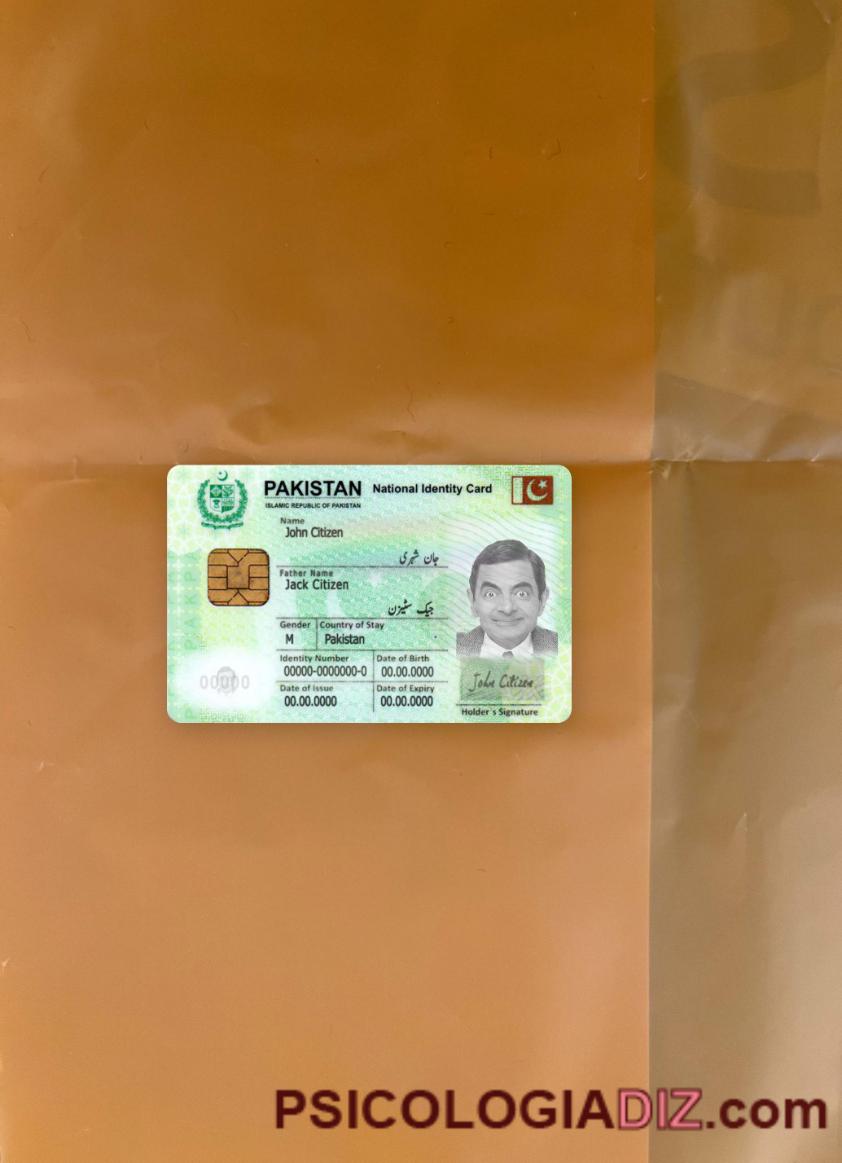 PAKISTAN National Identity Card
ISLAMIC REPUBLIC OF PAKISTAN
Name
John Citizen
جان شہری
Father Name
Jack Citizen
جیک سٹیزن
Gender Country of Stay
M Pakistan
Identity Number Date of Birth
00000-0000000-0 00.00.0000
Date of Issue Date of Expiry
00.00.0000 00.00.0000
00000
John Citizen
Holder`s Signature
PSICOLOGIADIZ.com